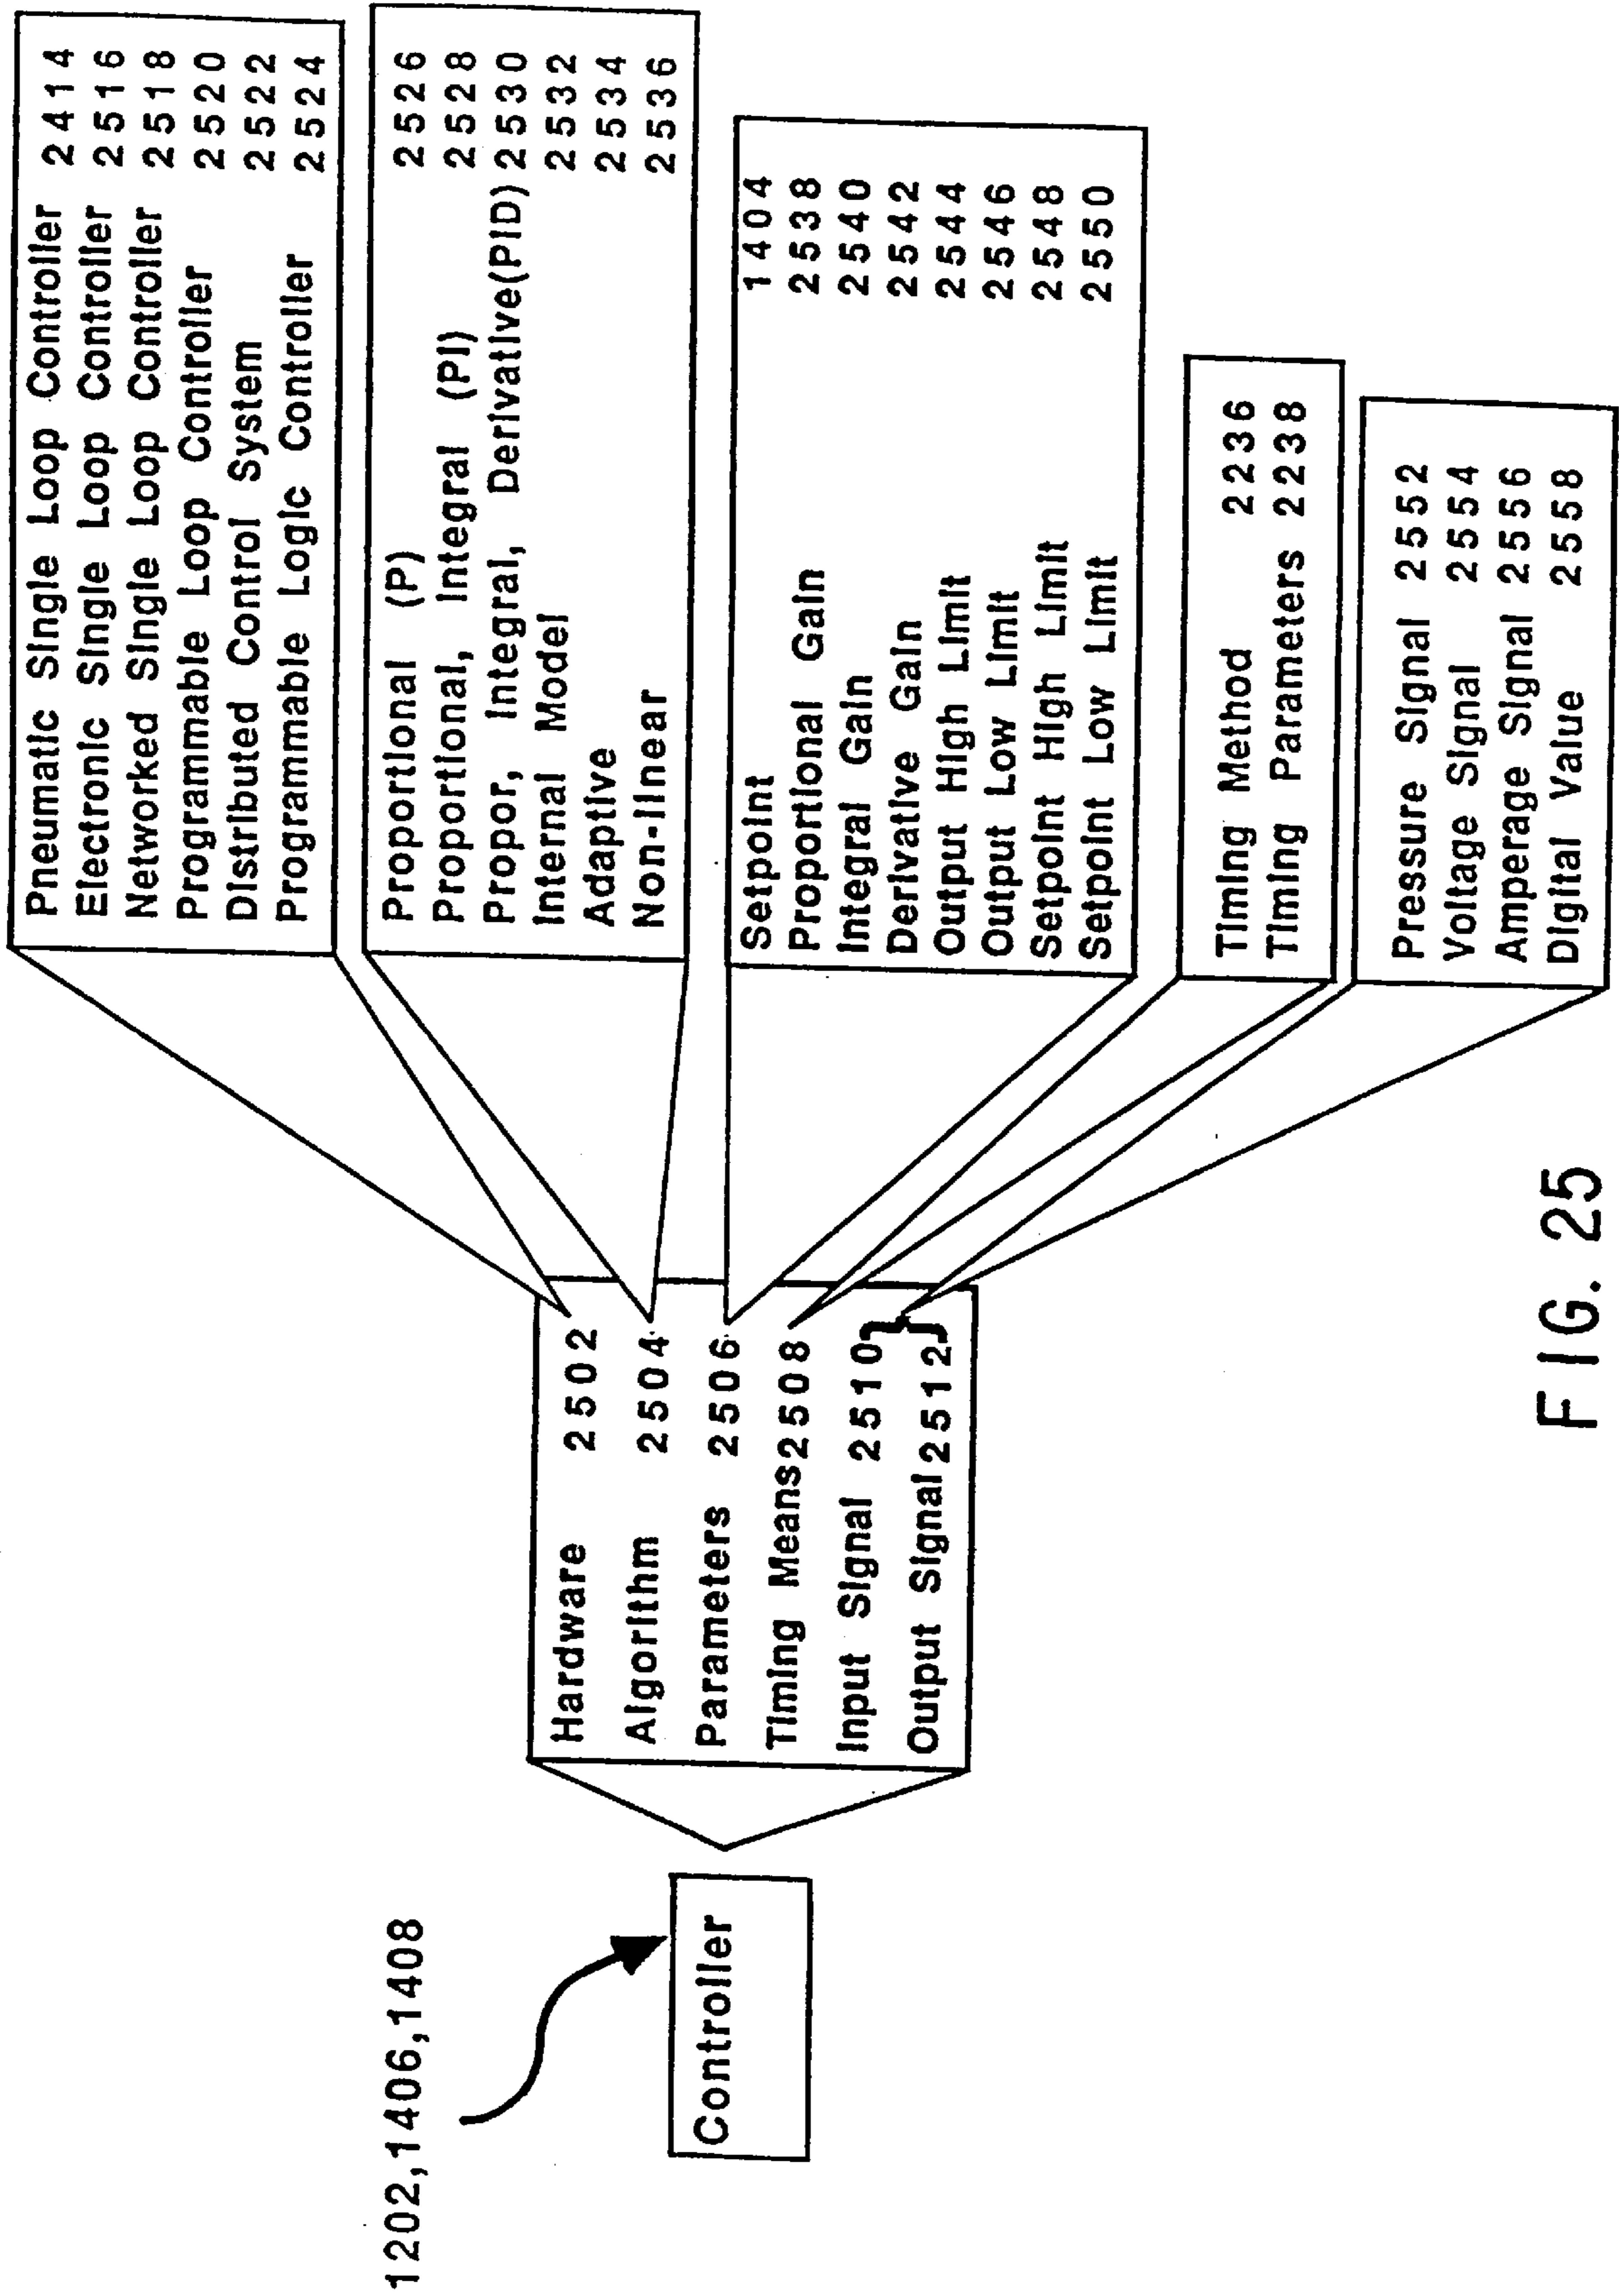 1202,1406,1408
Controller
Hardware 2502
Algorithm 2504
Parameters 2506
Timing Means 2508
Input Signal 2510
Output Signal 2512
Pneumatic Single Loop Controller 2414
Electronic Single Loop Controller 2516
Networked Single Loop Controller 2518
Programmable Loop Controller 2520
Distributed Control System 2522
Programmable Logic Controller 2524
Proportional (P) 2526
Proportional, Integral (PI) 2528
Propor, Integral, Derivative(PID) 2530
Internal Model 2532
Adaptive 2534
Non-linear 2536
Setpoint 1404
Proportional Gain 2538
Integral Gain 2540
Derivative Gain 2542
Output High Limit 2544
Output Low Limit 2546
Setpoint High Limit 2548
Setpoint Low Limit 2550
Timing Method 2236
Timing Parameters 2238
Pressure Signal 2552
Voltage Signal 2554
Amperage Signal 2556
Digital Value 2558
FIG. 25